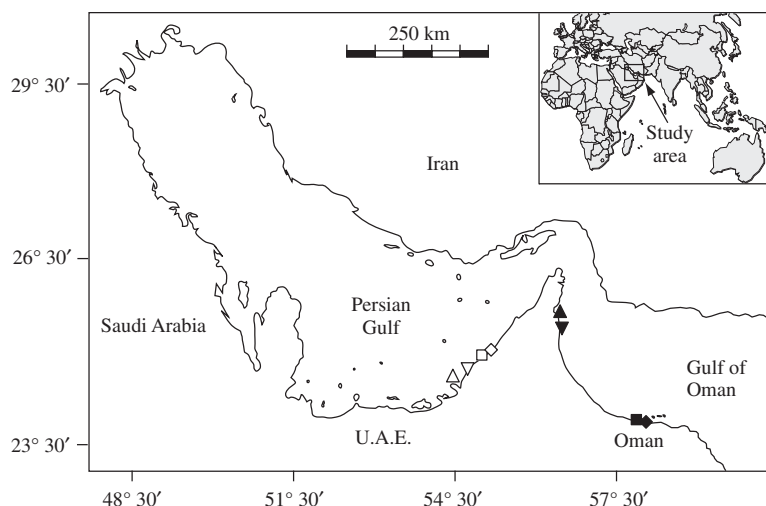 250 km
29° 30′
Study
area
Iran
26° 30′
Persian
Gulf
Saudi Arabia
Gulf of
Oman
U.A.E.
Oman
23° 30′
48° 30′
51° 30′
54° 30′
57° 30′